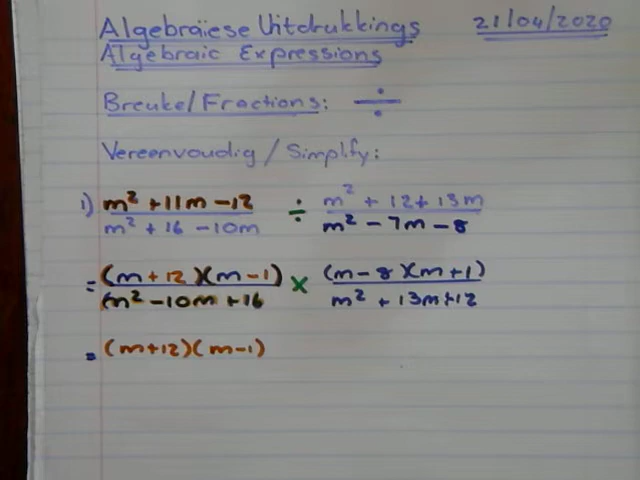 Algebraïese Uitdrukkings 21/04/2020
Algebraic Expressions
Breuke/Fractions: ÷
Vereenvoudig / Simplify:
1) m² + 11m - 12 / m² + 16 - 10m ÷ m² + 12 + 13m / m² - 7m - 8
= (m + 12)(m - 1) / m² - 10m + 16 × (m - 8)(m + 1) / m² + 13m + 12
= (m+12)(m-1)